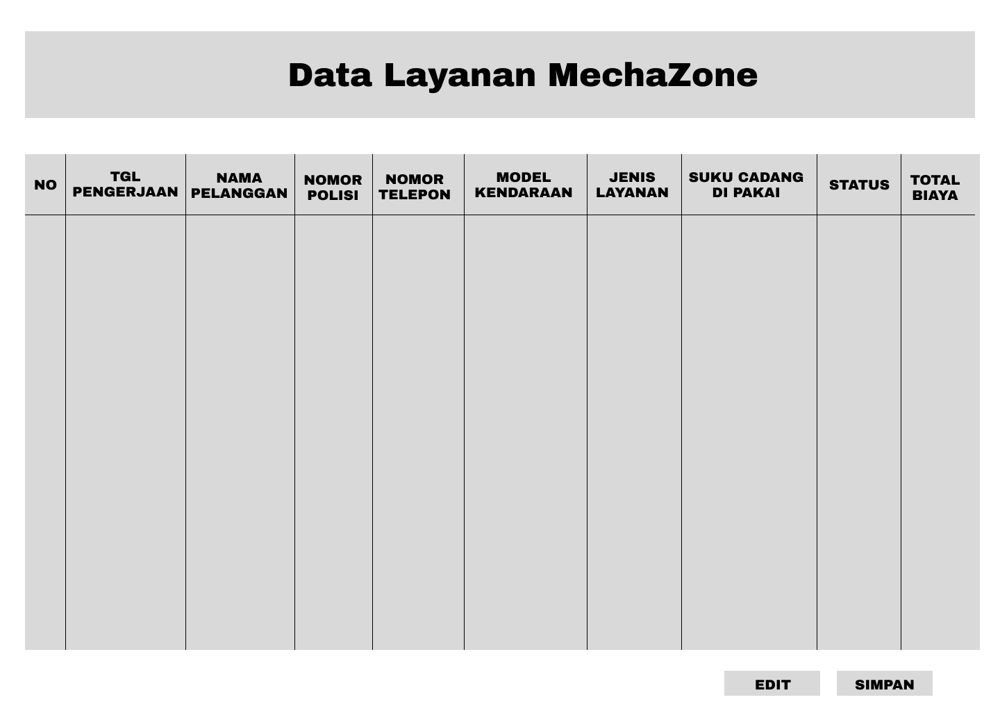 Data Layanan MechaZone
NO
TGL
PENGERJAAN
NAMA
PELANGGAN
NOMOR
POLISI
NOMOR
TELEPON
MODEL
KENDARAAN
JENIS
LAYANAN
SUKU CADANG
DI PAKAI
STATUS
TOTAL
BIAYA
EDIT
SIMPAN